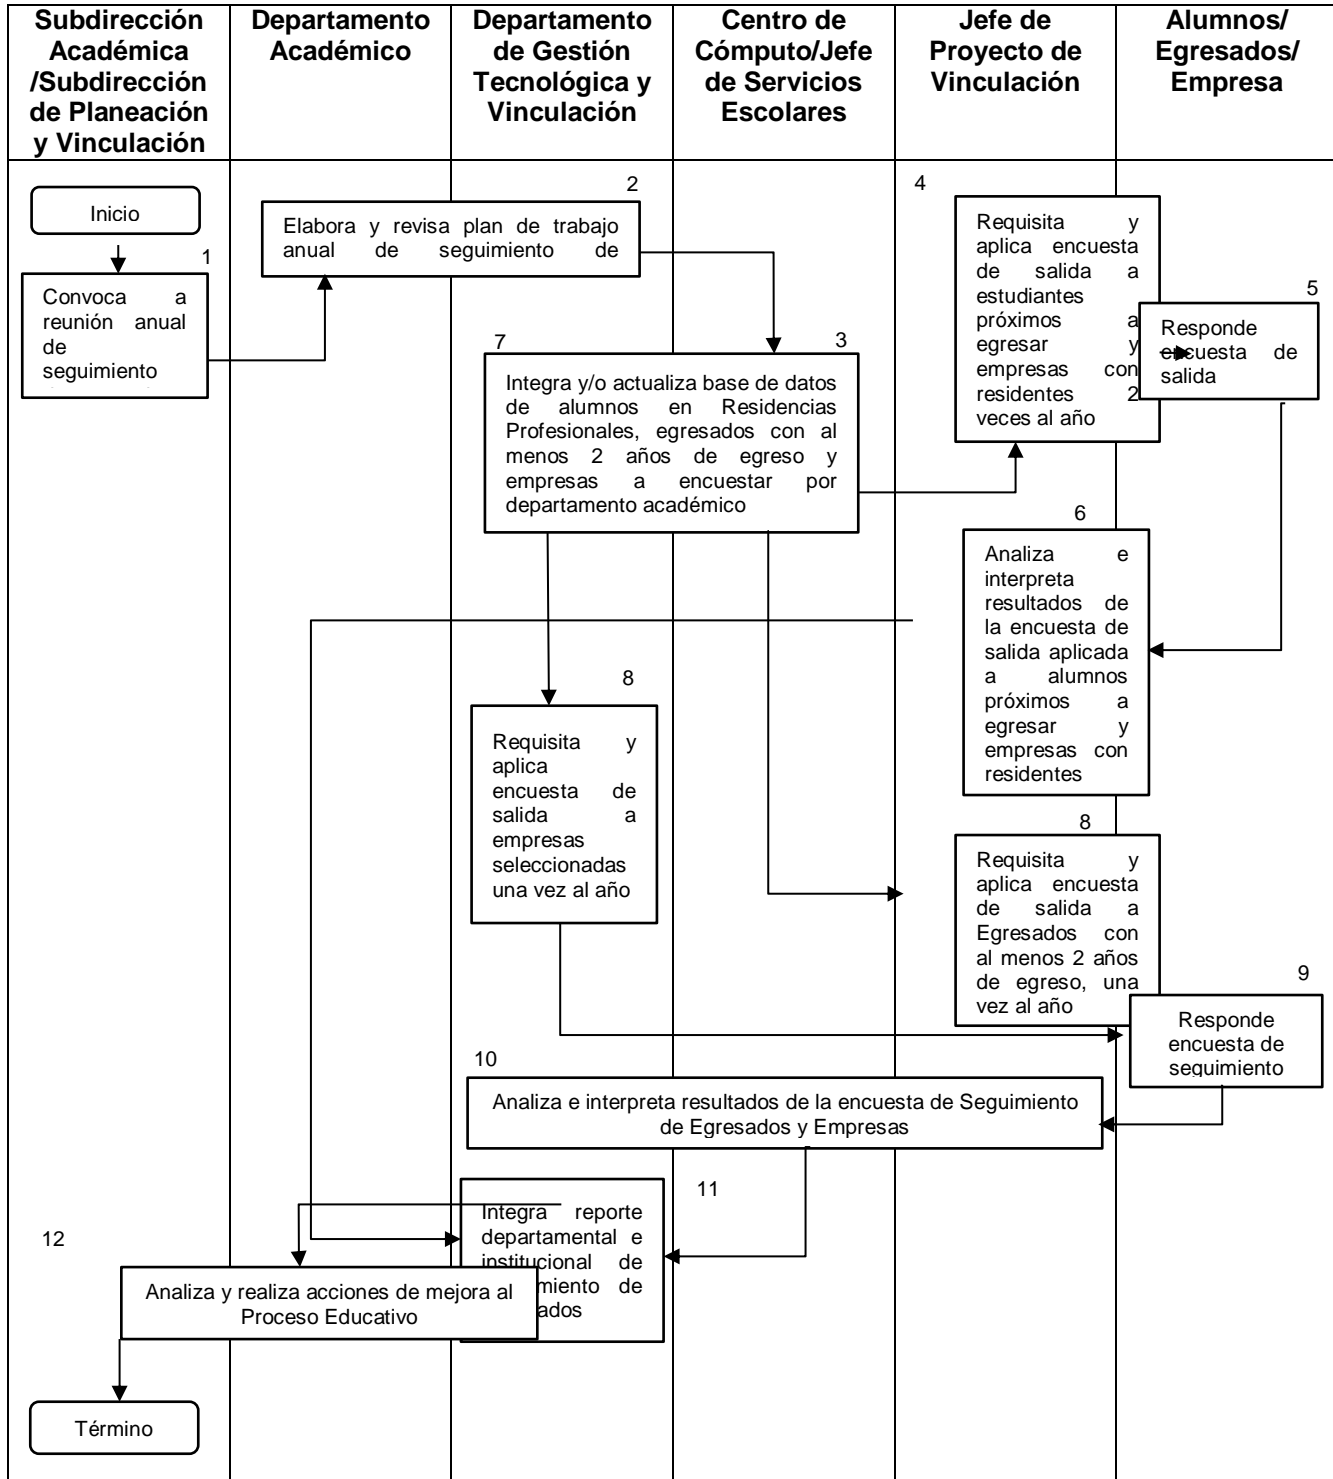 Subdirección
Académica
/Subdirección
de Planeación
y Vinculación
Departamento
Académico
Departamento
de Gestión
Tecnológica y
Vinculación
Centro de
Cómputo/Jefe
de Servicios
Escolares
Jefe de
Proyecto de
Vinculación
Alumnos/
Egresados/
Empresa
Inicio
1
Convoca a
reunión anual
de
seguimiento
2
Elabora y revisa plan de trabajo
anual de seguimiento de
7
3
Integra y/o actualiza base de datos
de alumnos en Residencias
Profesionales, egresados con al
menos 2 años de egreso y
empresas a encuestar por
departamento académico
4
Requisita y
aplica encuesta
de salida a
estudiantes
próximos a
egresar y
empresas con
residentes 2
veces al año
5
Responde
encuesta de
salida
6
Analiza e
interpreta
resultados de
la encuesta de
salida aplicada
a alumnos
próximos a
egresar y
empresas con
residentes
8
Requisita y
aplica
encuesta de
salida a
empresas
seleccionadas
una vez al año
8
Requisita y
aplica encuesta
de salida a
Egresados con
al menos 2 años
de egreso, una
vez al año
9
Responde
encuesta de
seguimiento
10
Analiza e interpreta resultados de la encuesta de Seguimiento
de Egresados y Empresas
11
Integra reporte
departamental e
institucional de
miento de
ados
12
Analiza y realiza acciones de mejora al
Proceso Educativo
Término